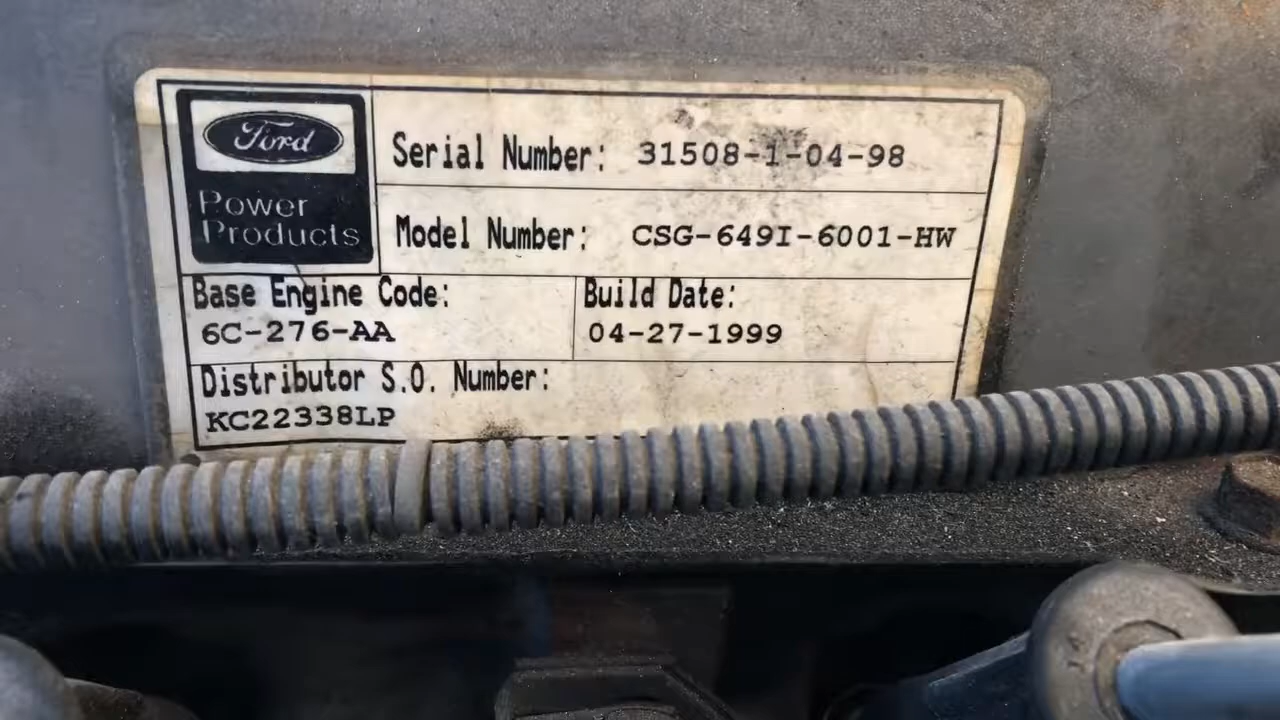 Ford
Power
Products
Serial Number: 31508-1-04-98
Model Number: CSG-649I-6001-HW
Base Engine Code:
6C-276-AA
Build Date:
04-27-1999
Distributor S.O. Number:
KC22338LP